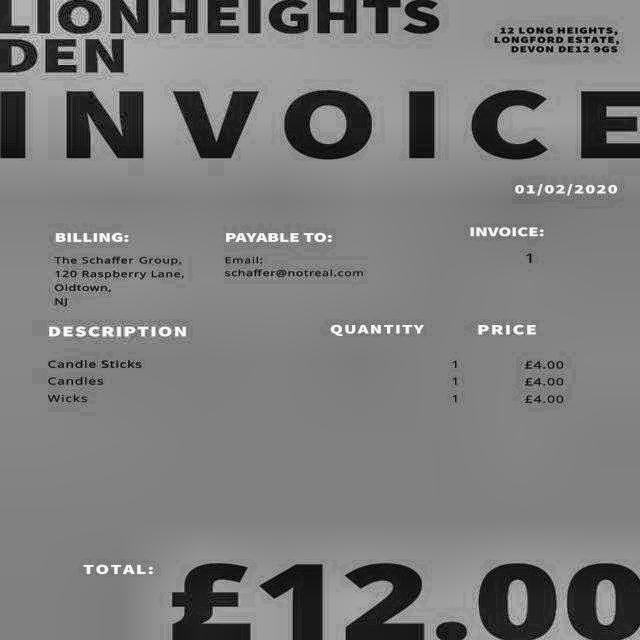 LIONHEIGHTS
DEN
12 LONG HEIGHTS,
LONGFORD ESTATE,
DEVON DE12 9GS
INVOICE
01/02/2020
BILLING:
The Schaffer Group,
120 Raspberry Lane,
Oldtown,
NJ
PAYABLE TO:
Email:
schaffer@notreal.com
INVOICE:
1
DESCRIPTION QUANTITY PRICE
Candle Sticks 1 £4.00
Candles 1 £4.00
Wicks 1 £4.00
TOTAL: £12.00